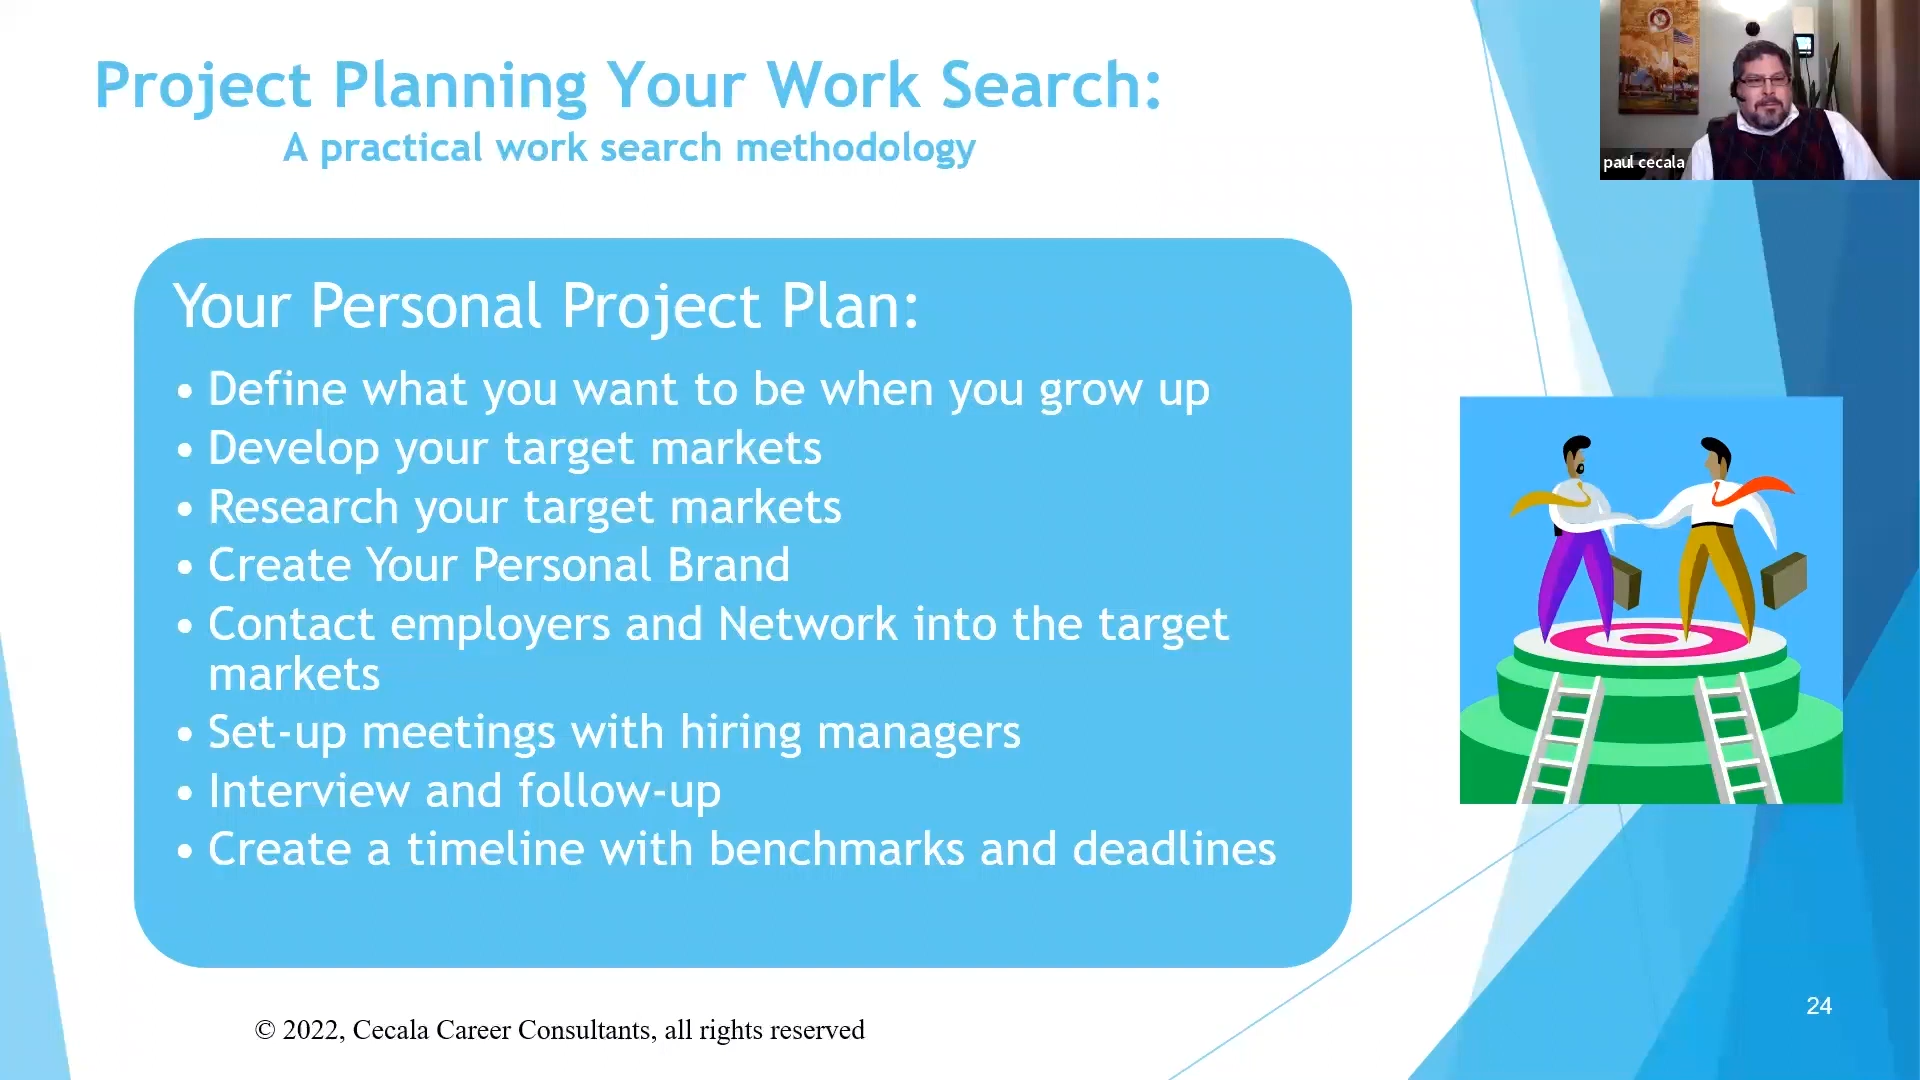 Project Planning Your Work Search:
A practical work search methodology
paul cecala
Your Personal Project Plan:
• Define what you want to be when you grow up
• Develop your target markets
• Research your target markets
• Create Your Personal Brand
• Contact employers and Network into the target
markets
• Set-up meetings with hiring managers
• Interview and follow-up
• Create a timeline with benchmarks and deadlines
© 2022, Cecala Career Consultants, all rights reserved
24